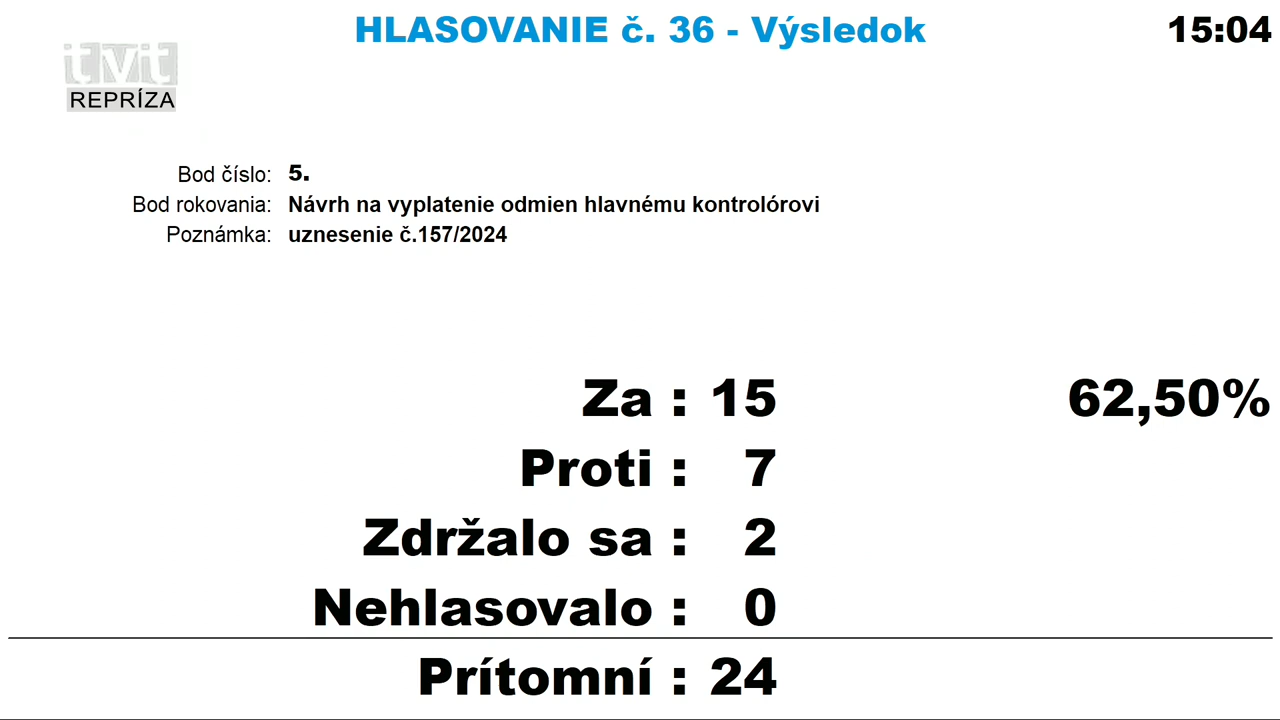 HLASOVANIE č. 36 - Výsledok
15:04
tvt
REPRÍZA
Bod číslo: 5.
Bod rokovania: Návrh na vyplatenie odmien hlavnému kontrolórovi
Poznámka: uznesenie č.157/2024
Za : 15 62,50%
Proti : 7
Zdržalo sa : 2
Nehlasovalo : 0
Prítomní : 24